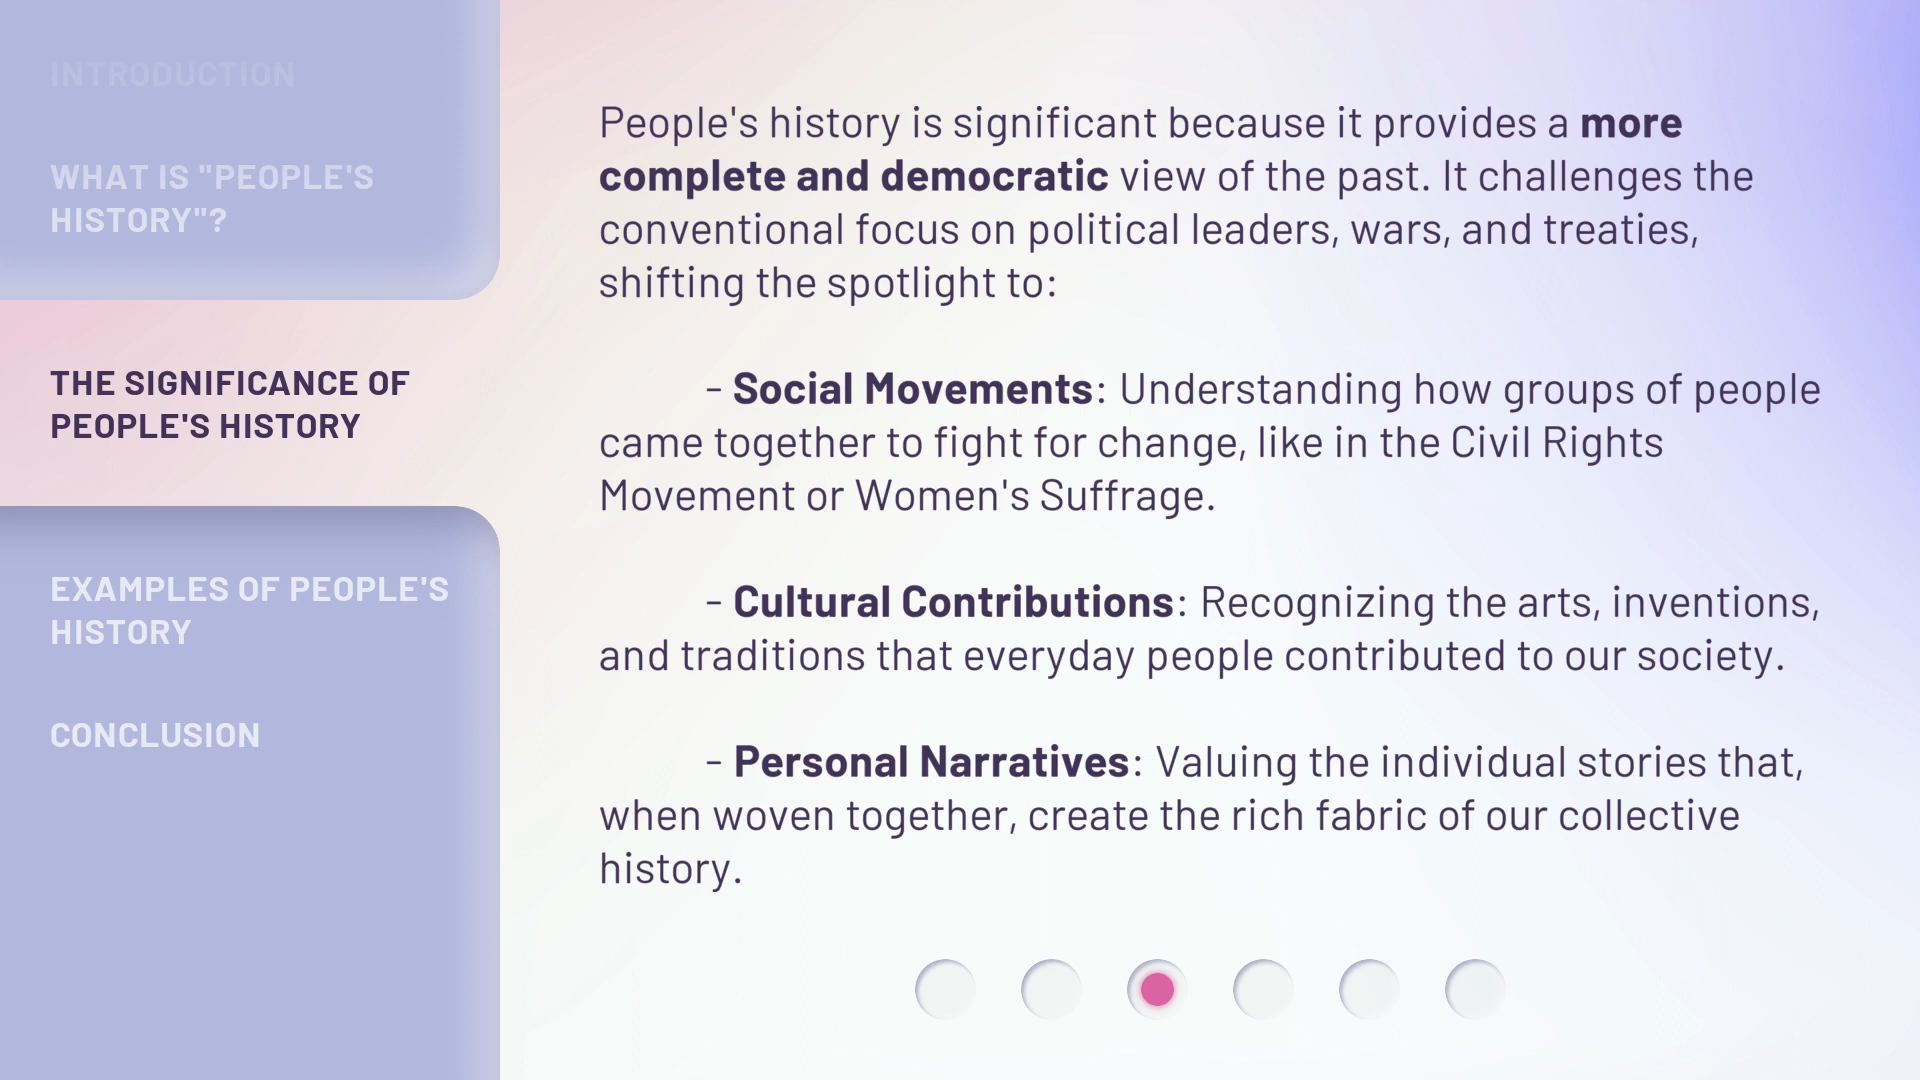 INTRODUCTION
WHAT IS "PEOPLE'S
HISTORY"?
THE SIGNIFICANCE OF
PEOPLE'S HISTORY
EXAMPLES OF PEOPLE'S
HISTORY
CONCLUSION
People's history is significant because it provides a more
complete and democratic view of the past. It challenges the
conventional focus on political leaders, wars, and treaties,
shifting the spotlight to:
- Social Movements: Understanding how groups of people
came together to fight for change, like in the Civil Rights
Movement or Women's Suffrage.
- Cultural Contributions: Recognizing the arts, inventions,
and traditions that everyday people contributed to our society.
- Personal Narratives: Valuing the individual stories that,
when woven together, create the rich fabric of our collective
history.